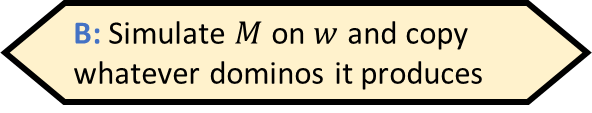 B: Simulate M on w and copy
whatever dominos it produces